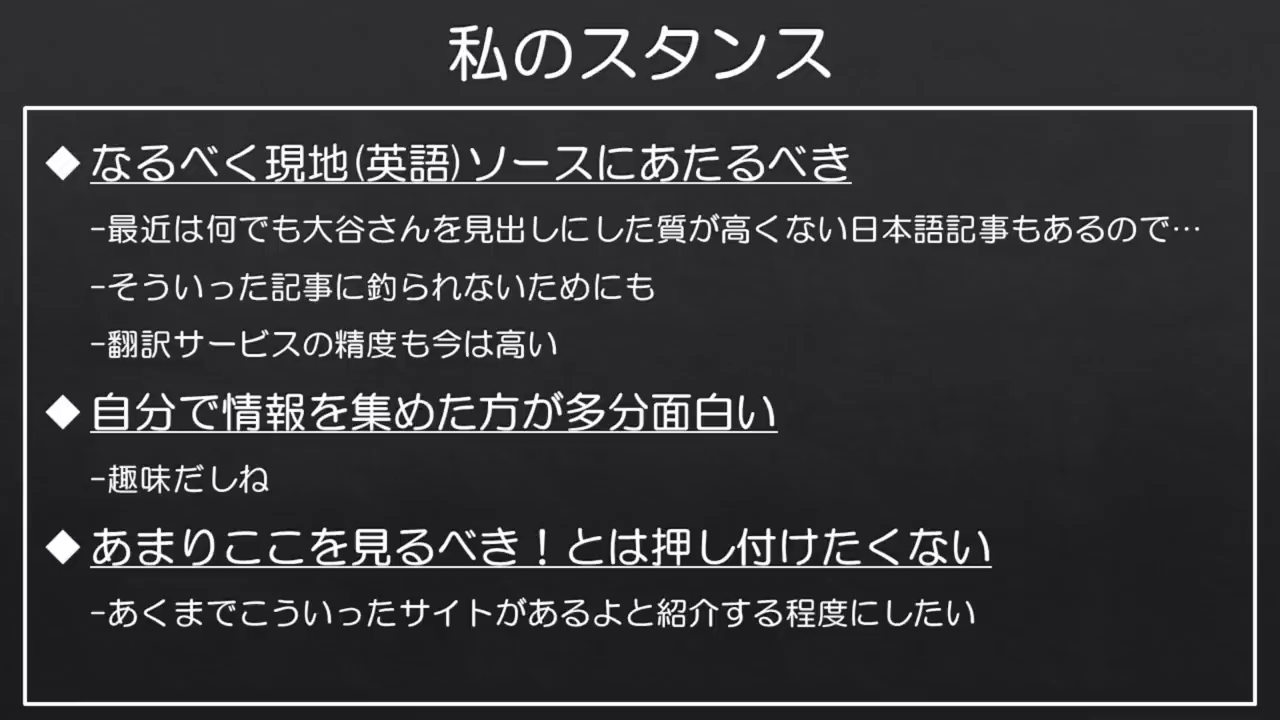 私のスタンス
◆なるべく現地(英語)ソースにあたるべき
-最近は何でも大谷さんを見出しにした質が高くない日本語記事もあるので…
-そういった記事に釣られないためにも
-翻訳サービスの精度も今は高い
◆自分で情報を集めた方が多分面白い
-趣味だしね
◆あまりここを見るべき！とは押し付けたくない
-あくまでこういったサイトがあるよと紹介する程度にしたい